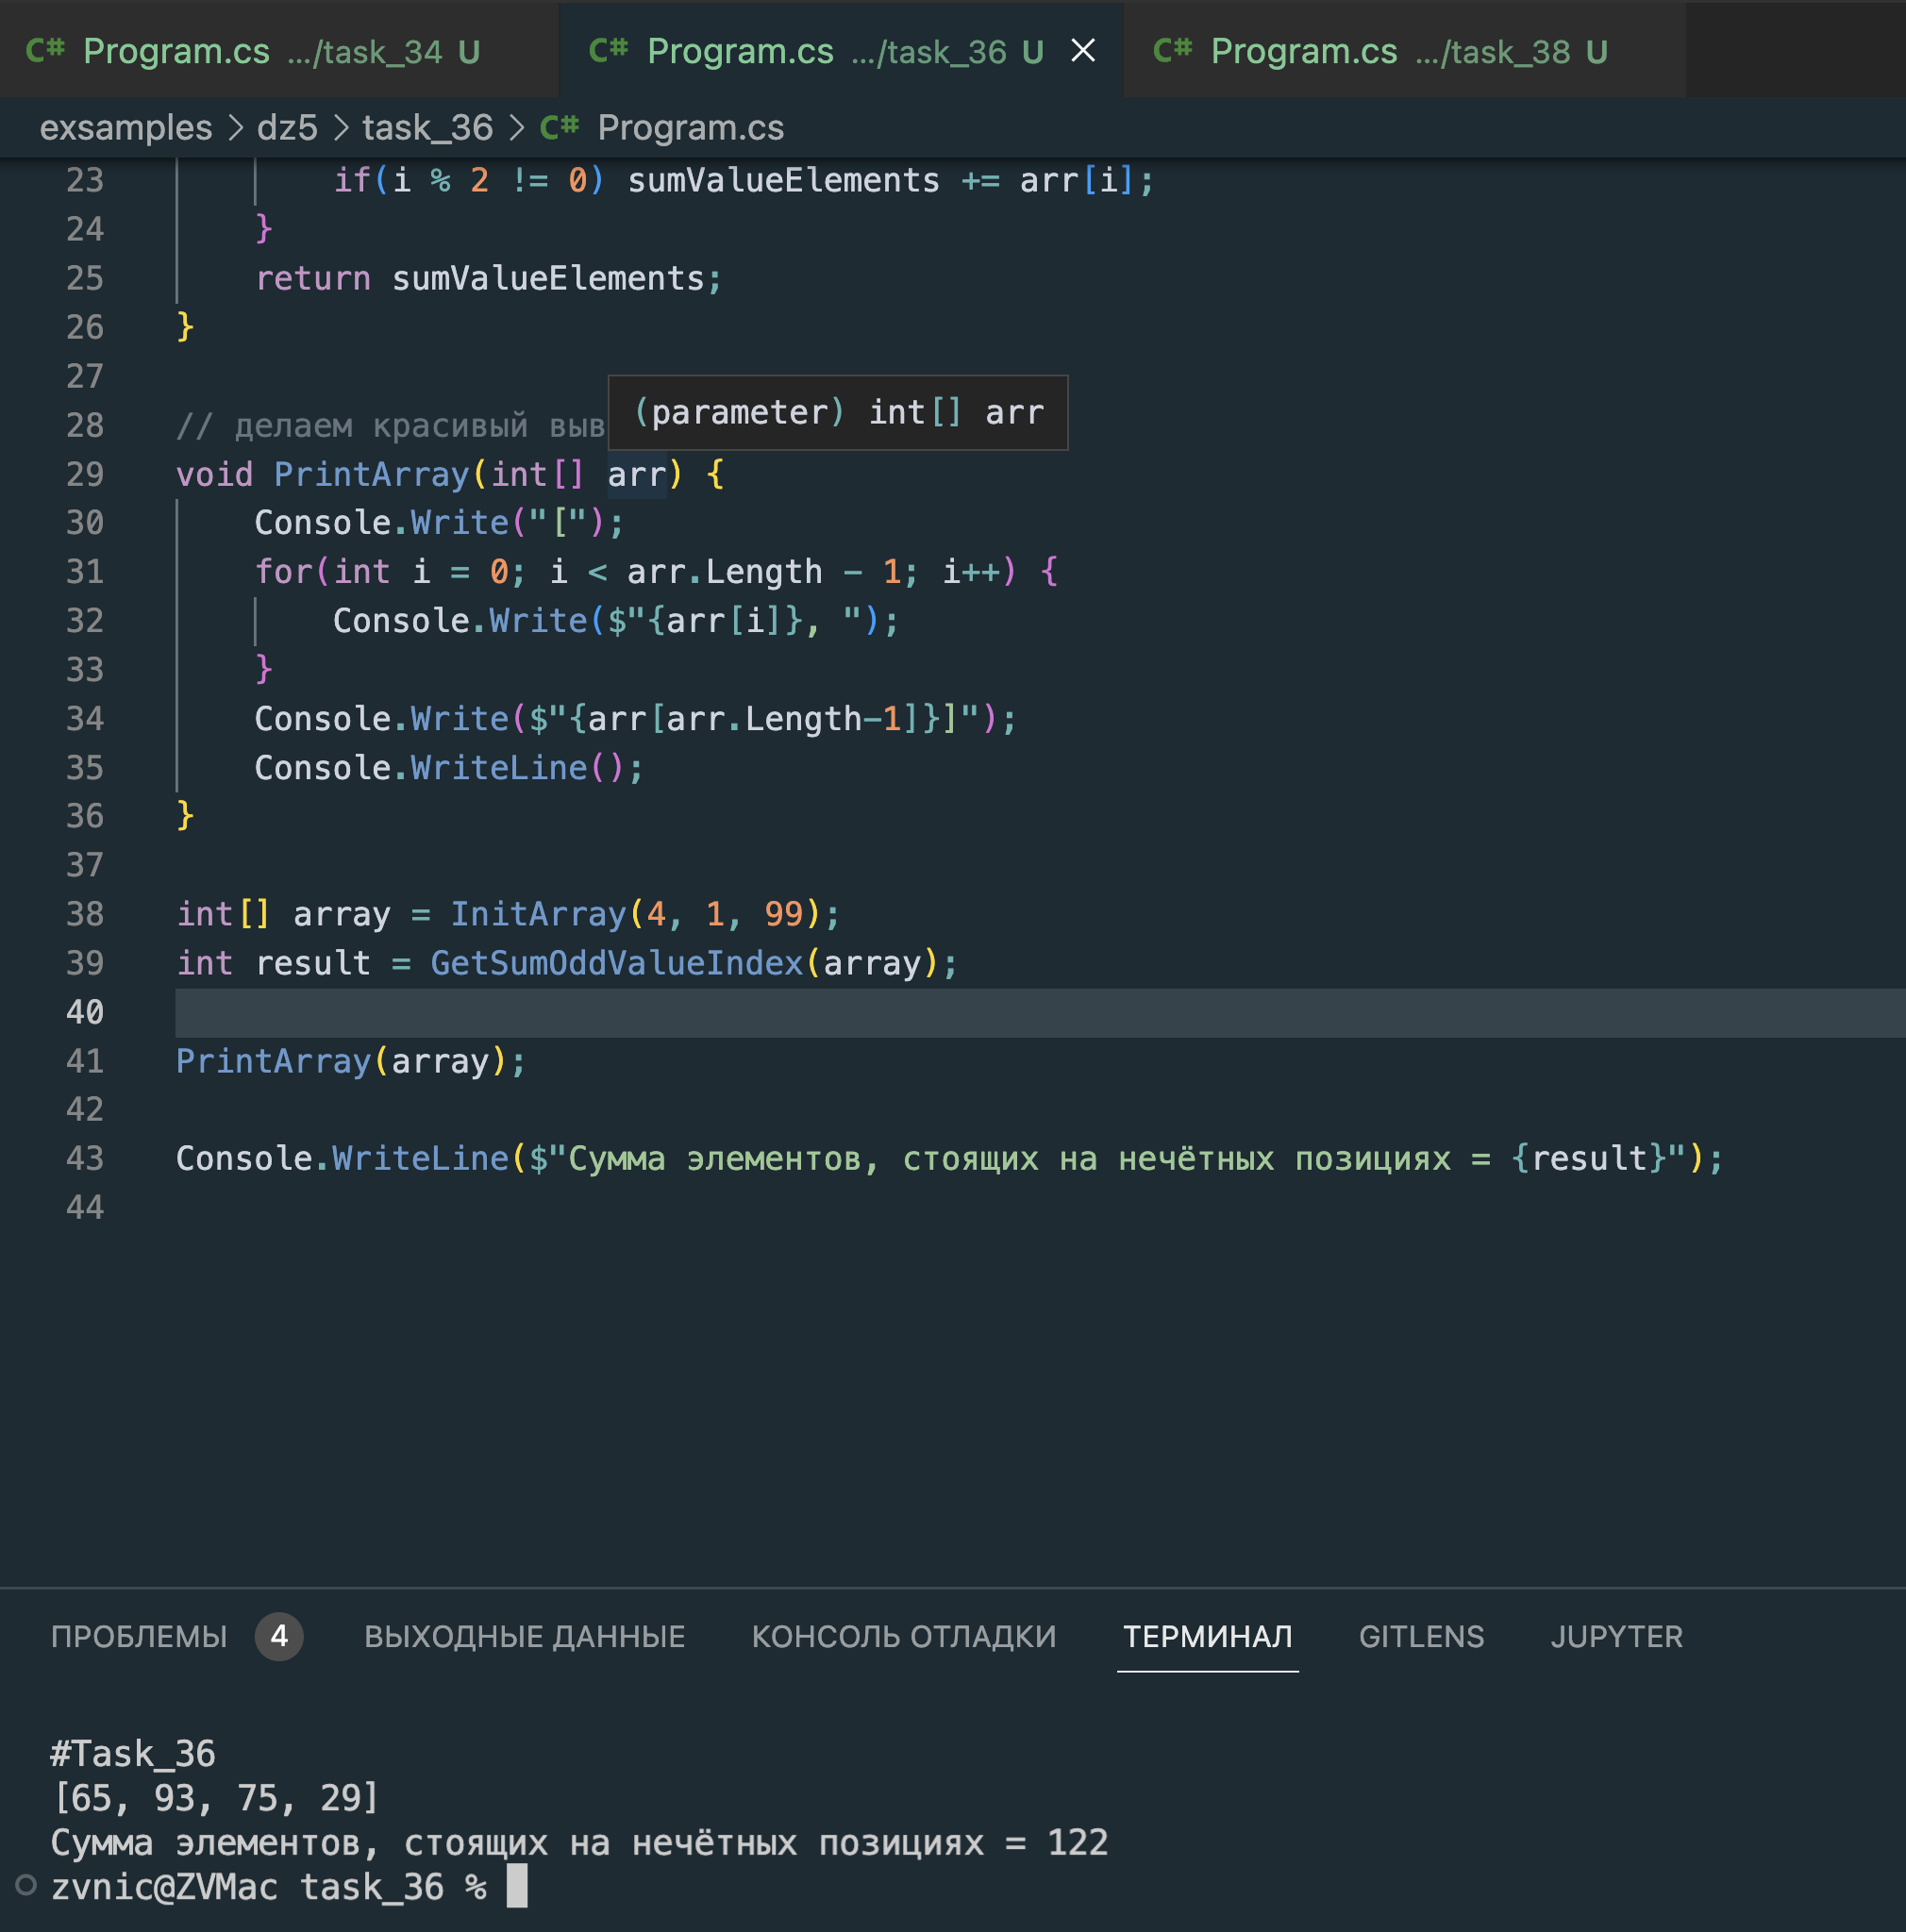 C# Program.cs .../task_34 U C# Program.cs .../task_36 U C# Program.cs .../task_38 U
exsamples > dz5 > task_36 > C# Program.cs
23 if(i % 2 != 0) sumValueElements += arr[i];
24 }
25 return sumValueElements;
26 }
27
(parameter) int[] arr
28 // делаем красивый выв
29 void PrintArray(int[] arr) {
30 Console.Write("[");
31 for(int i = 0; i < arr.Length - 1; i++) {
32 Console.Write($"{arr[i]}, ");
33 }
34 Console.Write($"{arr[arr.Length-1]}]");
35 Console.WriteLine();
36 }
37
38 int[] array = InitArray(4, 1, 99);
39 int result = GetSumOddValueIndex(array);
40
41 PrintArray(array);
42
43 Console.WriteLine($"Сумма элементов, стоящих на нечётных позициях = {result}");
44
ПРОБЛЕМЫ 4 ВЫХОДНЫЕ ДАННЫЕ КОНСОЛЬ ОТЛАДКИ ТЕРМИНАЛ GITLENS JUPYTER
#Task_36
[65, 93, 75, 29]
Сумма элементов, стоящих на нечётных позициях = 122
zvnic@ZVMac task_36 %